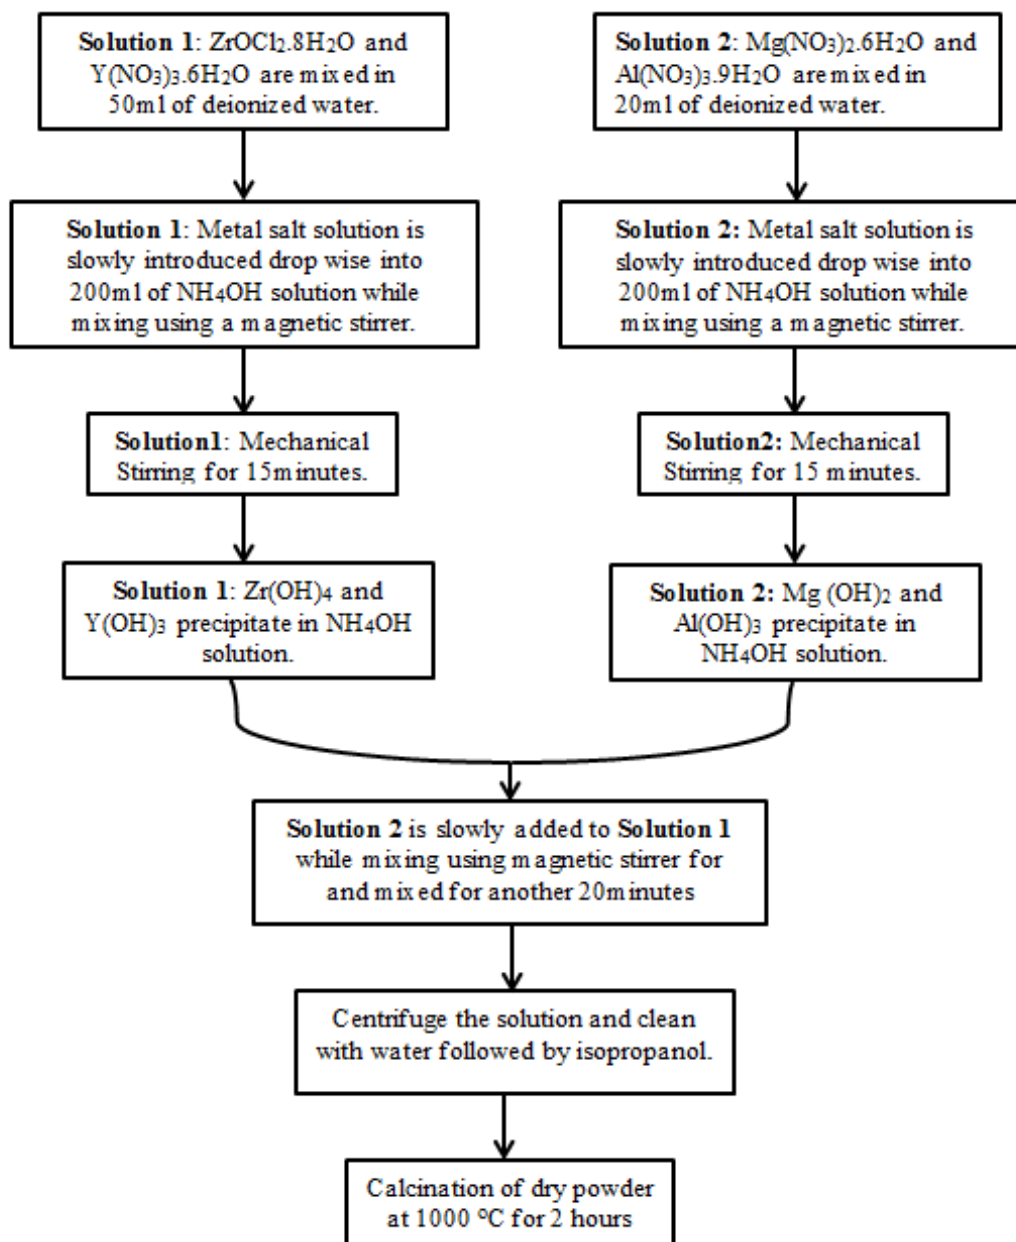 Solution 1: ZrOCl2.8H2O and
Y(NO3)3.6H2O are mixed in
50ml of deionized water.
Solution 2: Mg(NO3)2.6H2O and
Al(NO3)3.9H2O are mixed in
20ml of deionized water.
Solution 1: Metal salt solution is
slowly introduced drop wise into
200ml of NH4OH solution while
mixing using a magnetic stirrer.
Solution 2: Metal salt solution is
slowly introduced drop wise into
200ml of NH4OH solution while
mixing using a magnetic stirrer.
Solution1: Mechanical
Stirring for 15minutes.
Solution2: Mechanical
Stirring for 15 minutes.
Solution 1: Zr(OH)4 and
Y(OH)3 precipitate in NH4OH
solution.
Solution 2: Mg (OH)2 and
Al(OH)3 precipitate in
NH4OH solution.
Solution 2 is slowly added to Solution 1
while mixing using magnetic stirrer for
and mixed for another 20minutes
Centrifuge the solution and clean
with water followed by isopropanol.
Calcination of dry powder
at 1000 °C for 2 hours